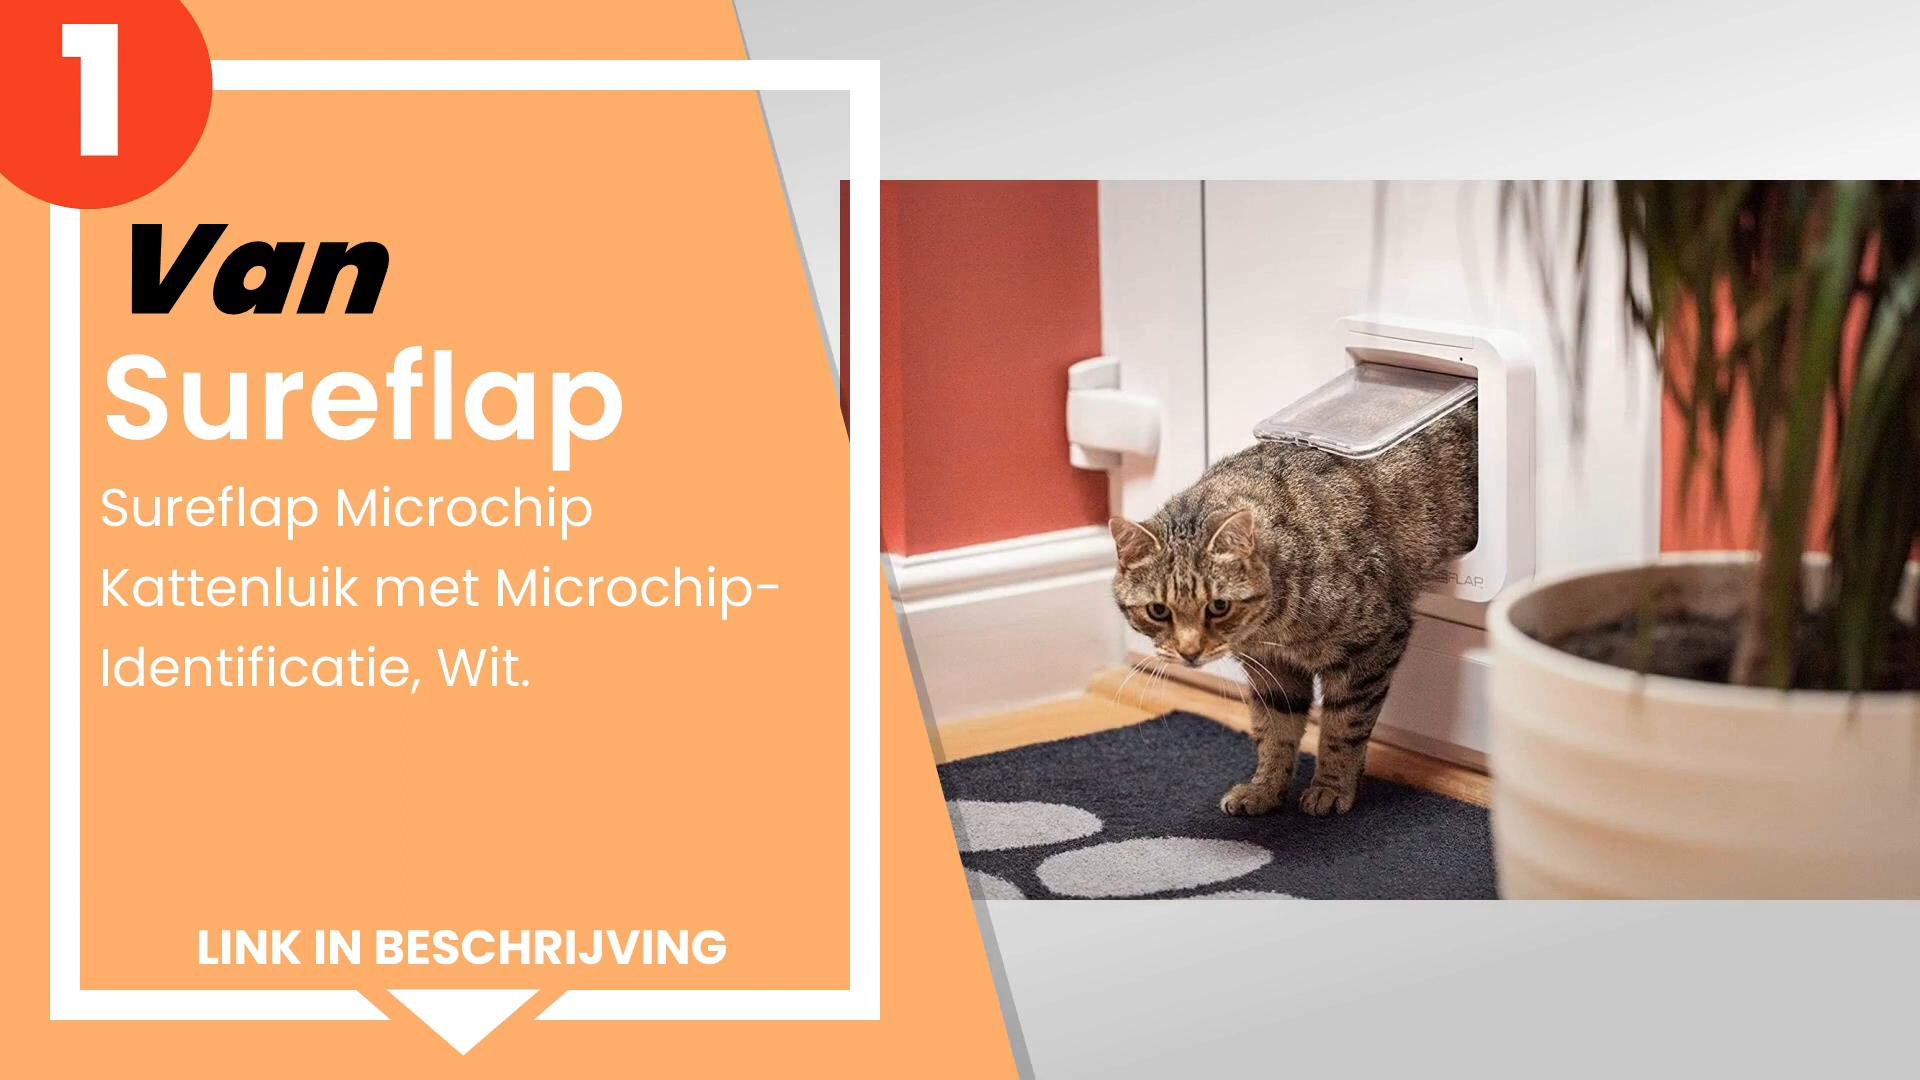 1
Van
Sureflap
Sureflap Microchip
Kattenluik met Microchip-
Identificatie, Wit.
LINK IN BESCHRIJVING